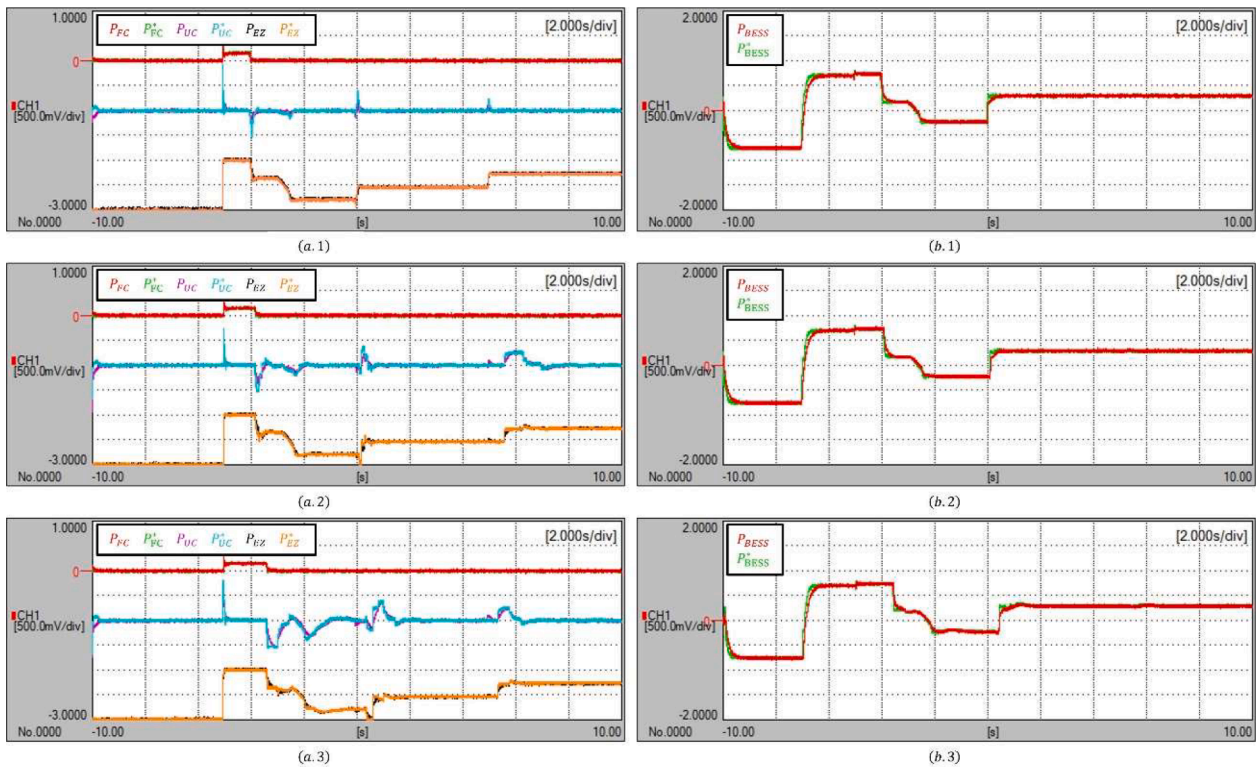 1.0000
P_FC P*_FC P_UC P*_UC P_EZ P*_EZ
[2.000s/div]
0
CH1
[500.0mV/div]
-3.0000
No.0000 -10.00 [s] 10.00
(a.1)
2.0000
P_BESS
P*_BESS
[2.000s/div]
CH1
0
[500.0mV/div]
-2.0000
No.0000 -10.00 [s] 10.00
(b.1)
1.0000
P_FC P*_FC P_UC P*_UC P_EZ P*_EZ
[2.000s/div]
0
CH1
[500.0mV/div]
-3.0000
No.0000 -10.00 [s] 10.00
(a.2)
2.0000
P_BESS
P*_BESS
[2.000s/div]
CH1
0
[500.0mV/div]
-2.0000
No.0000 -10.00 [s] 10.00
(b.2)
1.0000
P_FC P*_FC P_UC P*_UC P_EZ P*_EZ
[2.000s/div]
0
CH1
[500.0mV/div]
-3.0000
No.0000 -10.00 [s] 10.00
(a.3)
2.0000
P_BESS
P*_BESS
[2.000s/div]
CH1
0
[500.0mV/div]
-2.0000
No.0000 -10.00 [s] 10.00
(b.3)